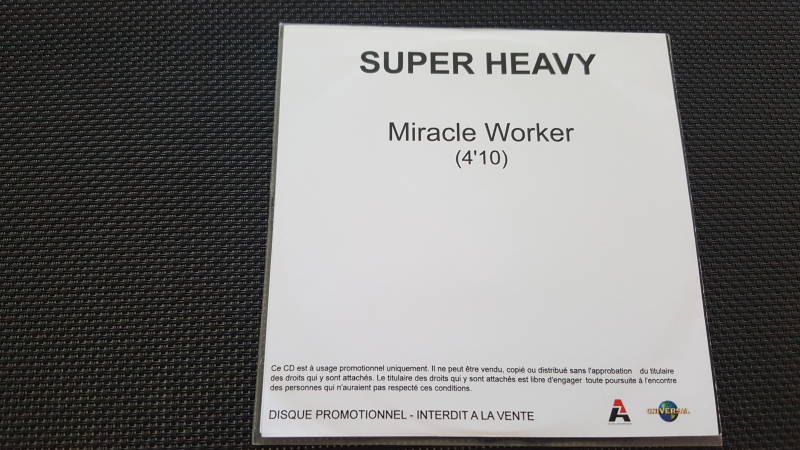 SUPER HEAVY
Miracle Worker
(4'10)
Ce CD est à usage promotionnel uniquement. Il ne peut être vendu, copié ou distribué sans l'approbation du titulaire
des droits qui y sont attachés. Le titulaire des droits qui y sont attachés est libre d'engager toute poursuite à l'encontre
des personnes qui n'auraient pas respecté ces conditions.
DISQUE PROMOTIONNEL - INTERDIT A LA VENTE
UNIVERSAL